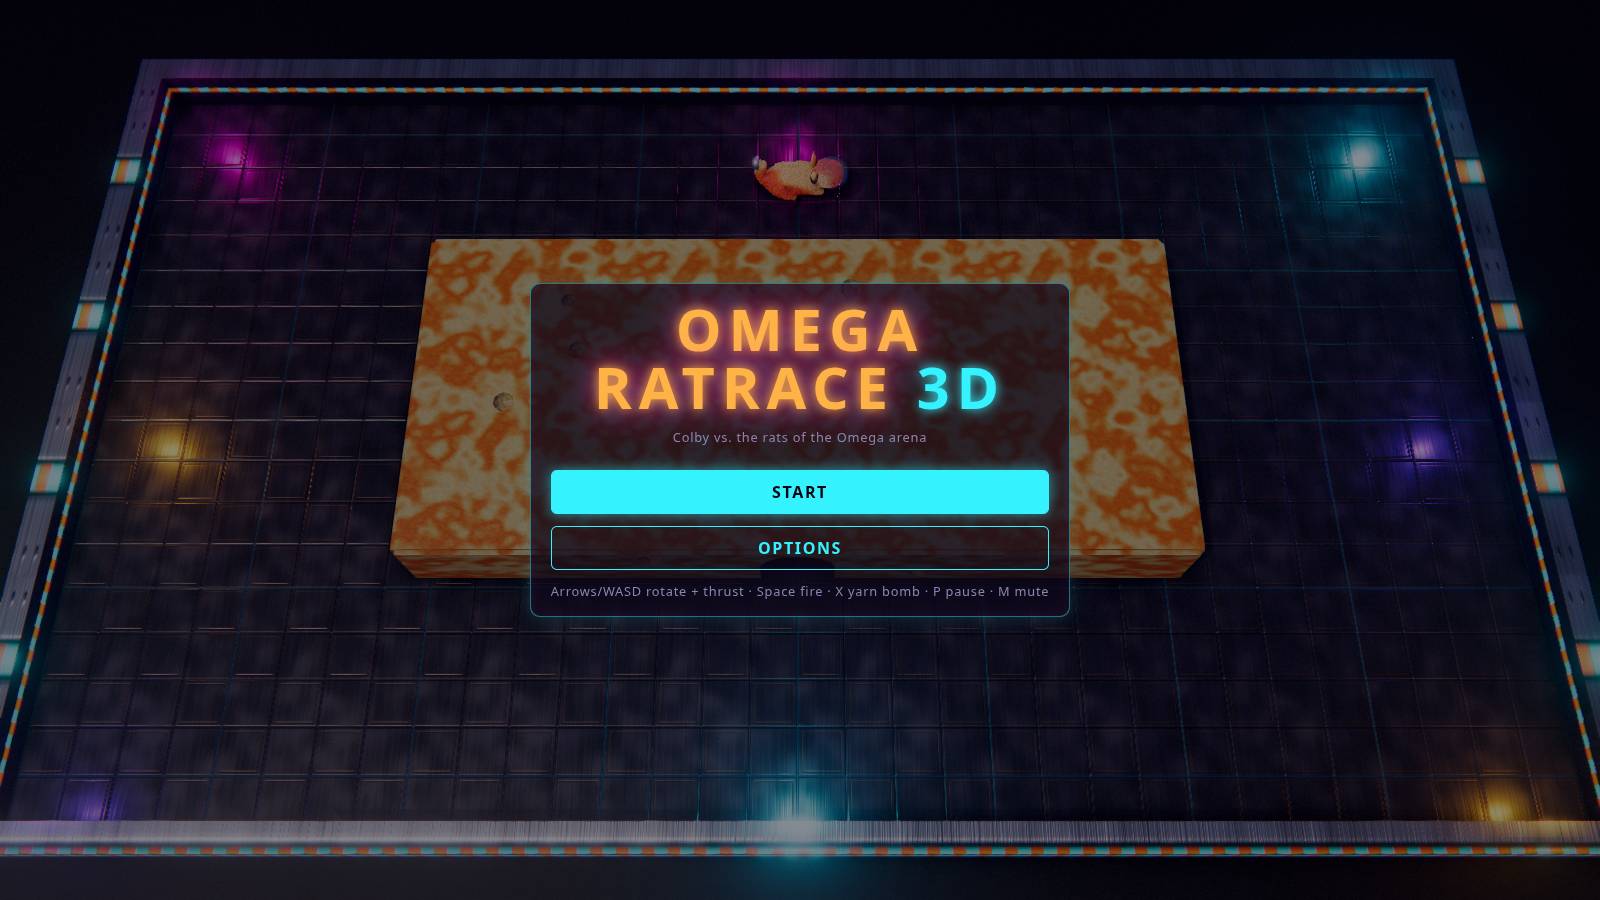 OMEGA
RATRACE 3D
Colby vs. the rats of the Omega arena
START
OPTIONS
Arrows/WASD rotate + thrust · Space fire · X yarn bomb · P pause · M mute